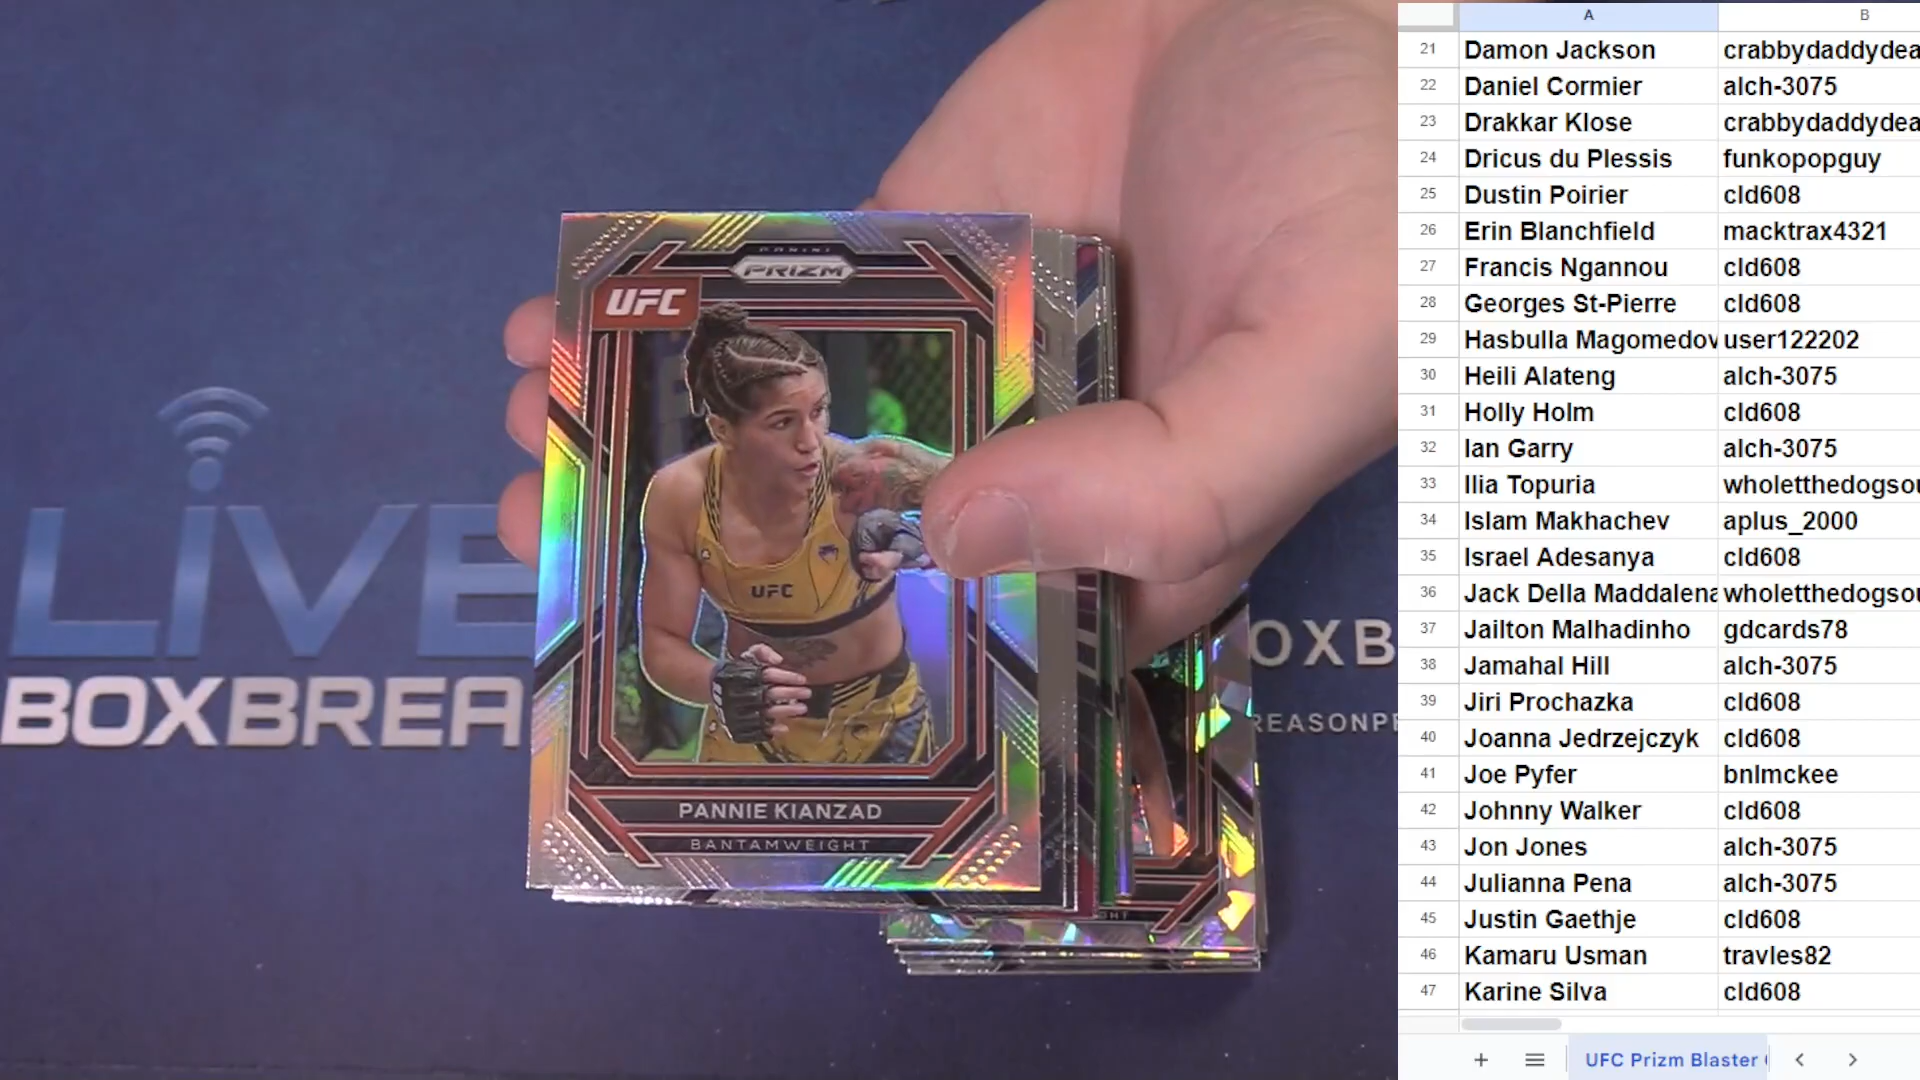 PANINI
PRIZM
UFC
UFC
PANNIE KIANZAD
BANTAMWEIGHT
LIVE
BOXBREA
OXB
REASONPR
A B
21 Damon Jackson crabbydaddydea
22 Daniel Cormier alch-3075
23 Drakkar Klose crabbydaddydea
24 Dricus du Plessis funkopopguy
25 Dustin Poirier cld608
26 Erin Blanchfield macktrax4321
27 Francis Ngannou cld608
28 Georges St-Pierre cld608
29 Hasbulla Magomedov user122202
30 Heili Alateng alch-3075
31 Holly Holm cld608
32 Ian Garry alch-3075
33 Ilia Topuria wholetthedogsou
34 Islam Makhachev aplus_2000
35 Israel Adesanya cld608
36 Jack Della Maddalena wholetthedogsou
37 Jailton Malhadinho gdcards78
38 Jamahal Hill alch-3075
39 Jiri Prochazka cld608
40 Joanna Jedrzejczyk cld608
41 Joe Pyfer bnlmckee
42 Johnny Walker cld608
43 Jon Jones alch-3075
44 Julianna Pena alch-3075
45 Justin Gaethje cld608
46 Kamaru Usman travles82
47 Karine Silva cld608
UFC Prizm Blaster